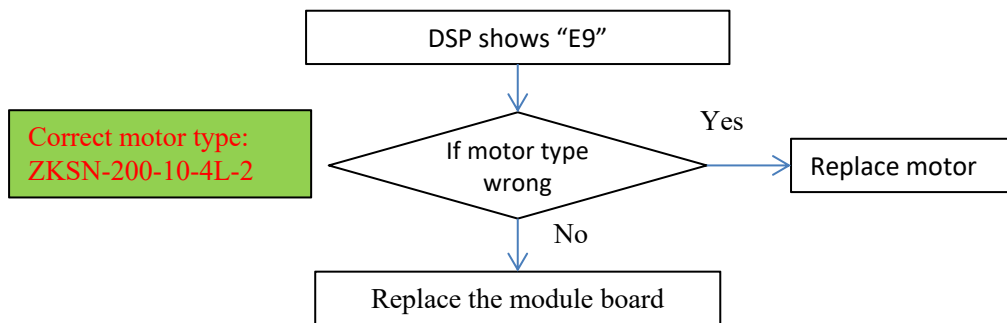 DSP shows “E9”
Correct motor type:
ZKSN-200-10-4L-2
If motor type
wrong
Yes
Replace motor
No
Replace the module board